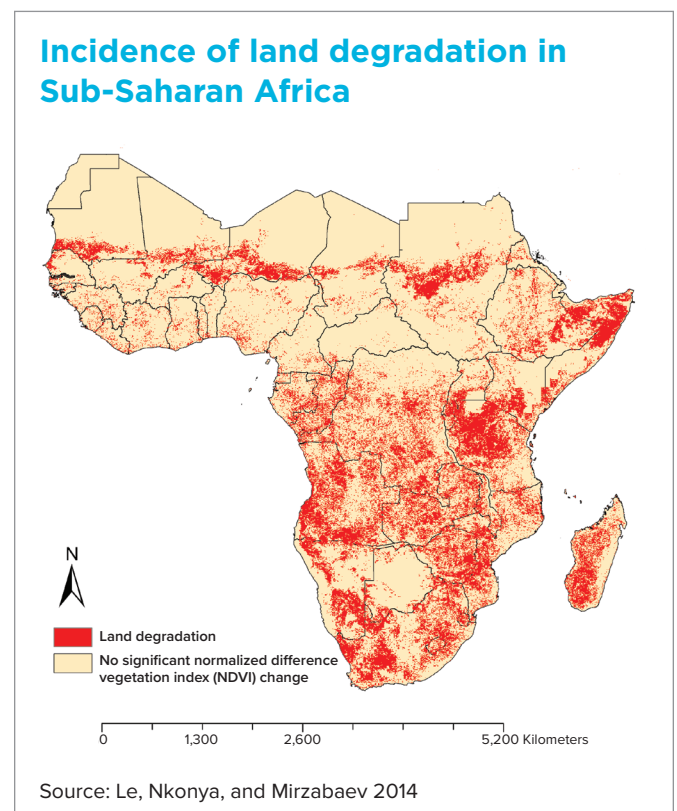 Incidence of land degradation in
Sub-Saharan Africa
N
Land degradation
No significant normalized difference
vegetation index (NDVI) change
0 1,300 2,600 5,200 Kilometers
Source: Le, Nkonya, and Mirzabaev 2014